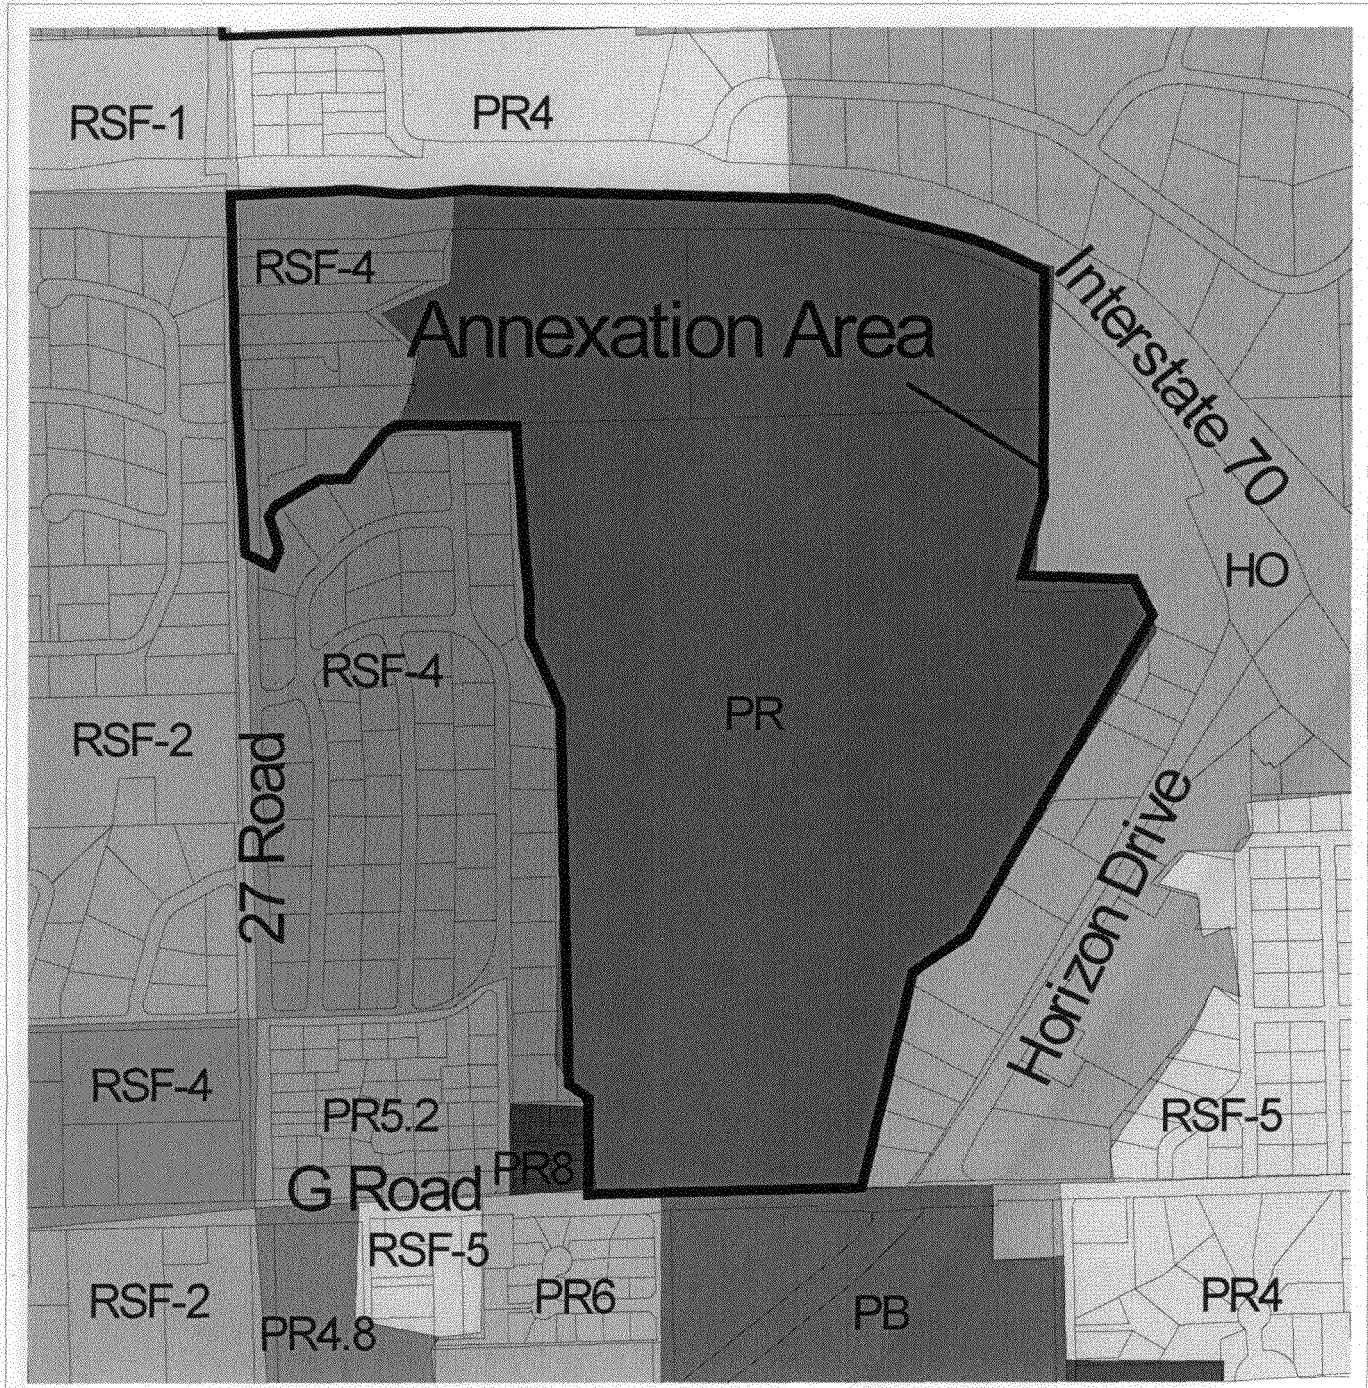 RSF-1
PR4
RSF-4
Annexation Area
Interstate 70
HO
RSF-4
PR
RSF-2
27 Road
Horizon Drive
RSF-4
PR5.2
RSF-5
PR8
G Road
RSF-5
RSF-2
PR6
PR4
PB
PR4.8